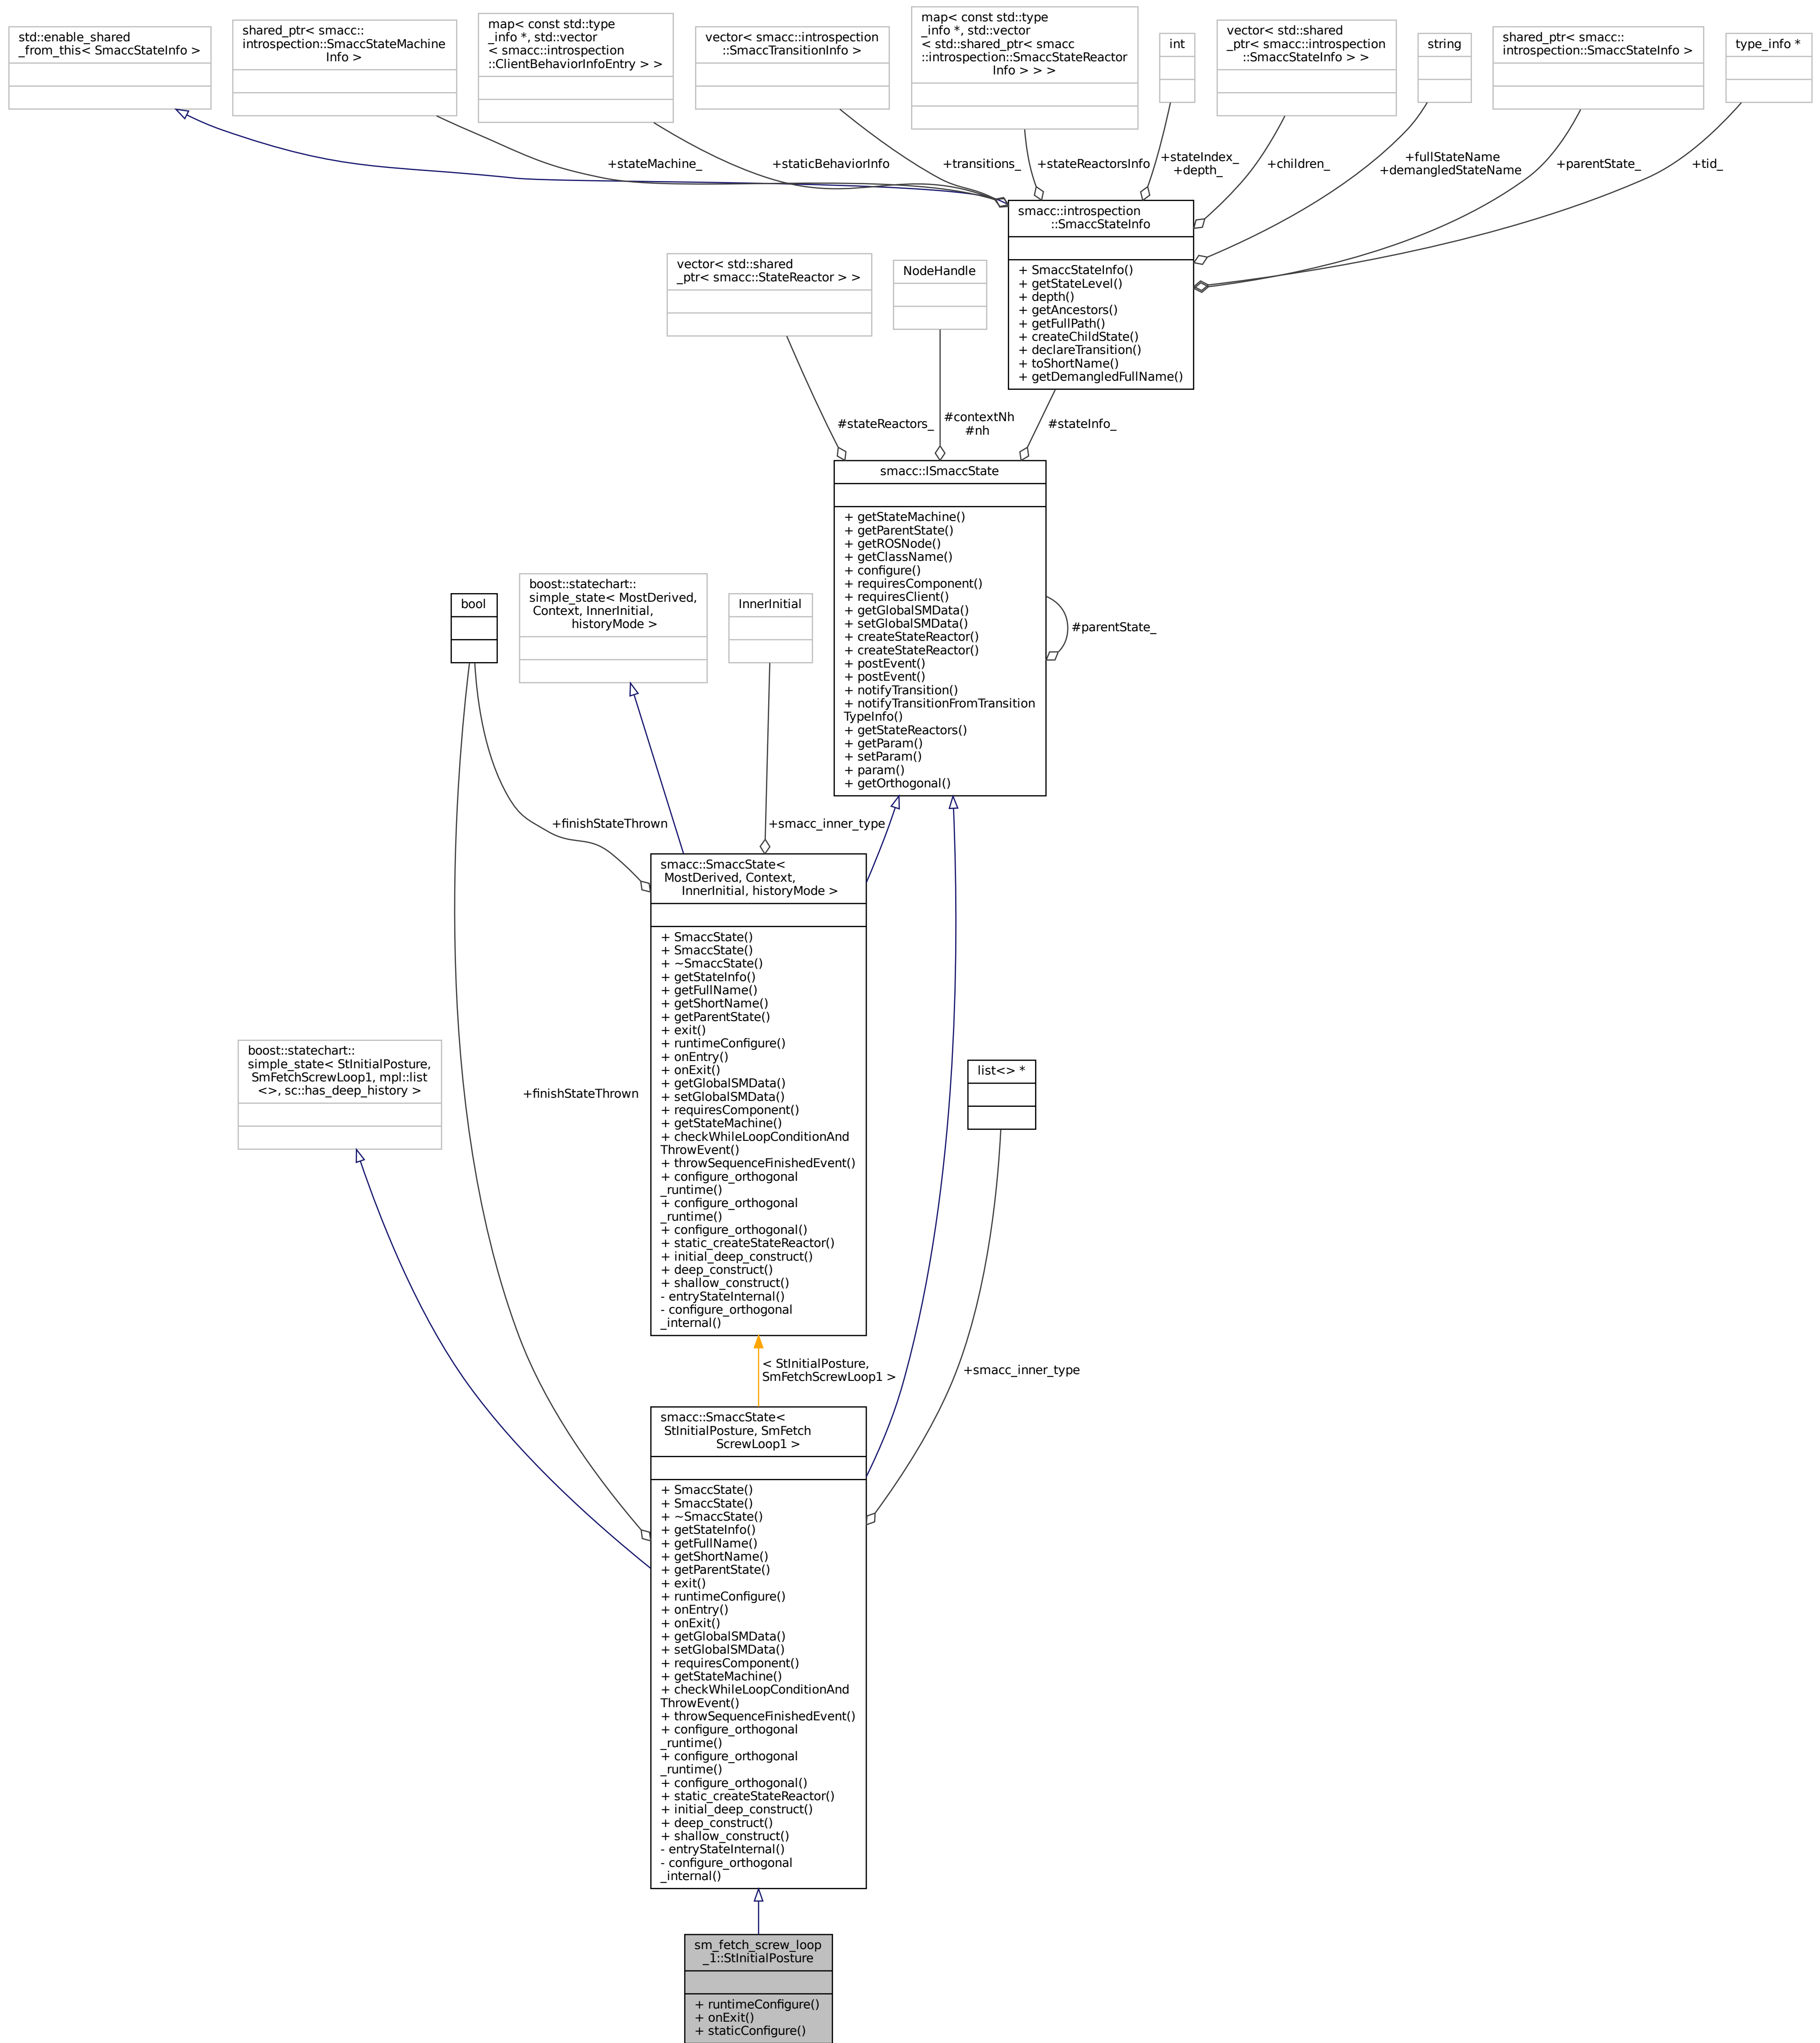 std::enable_shared
_from_this< SmaccStateInfo >
shared_ptr< smacc::
introspection::SmaccStateMachine
Info >
map< const std::type
_info *, std::vector
< smacc::introspection
::ClientBehaviorInfoEntry > >
vector< smacc::introspection
::SmaccTransitionInfo >
map< const std::type
_info *, std::vector
< std::shared_ptr< smacc
::introspection::SmaccStateReactor
Info > > >
int
vector< std::shared
_ptr< smacc::introspection
::SmaccStateInfo > >
string
shared_ptr< smacc::
introspection::SmaccStateInfo >
type_info *
+stateMachine_
+staticBehaviorInfo
+transitions_
+stateReactorsInfo
+stateIndex_
+depth_
+children_
+fullStateName
+demangledStateName
+parentState_
+tid_
smacc::introspection
::SmaccStateInfo
+ SmaccStateInfo()
+ getStateLevel()
+ depth()
+ getAncestors()
+ getFullPath()
+ createChildState()
+ declareTransition()
+ toShortName()
+ getDemangledFullName()
vector< std::shared
_ptr< smacc::StateReactor > >
NodeHandle
#stateReactors_
#contextNh
#nh
#stateInfo_
smacc::ISmaccState
+ getStateMachine()
+ getParentState()
+ getROSNode()
+ getClassName()
+ configure()
+ requiresComponent()
+ requiresClient()
+ getGlobalSMData()
+ setGlobalSMData()
+ createStateReactor()
+ createStateReactor()
+ postEvent()
+ postEvent()
+ notifyTransition()
+ notifyTransitionFromTransition
TypeInfo()
+ getStateReactors()
+ getParam()
+ setParam()
+ param()
+ getOrthogonal()
#parentState_
bool
boost::statechart::
simple_state< MostDerived,
Context, InnerInitial,
historyMode >
InnerInitial
+finishStateThrown
+smacc_inner_type
smacc::SmaccState<
MostDerived, Context,
InnerInitial, historyMode >
+ SmaccState()
+ SmaccState()
+ ~SmaccState()
+ getStateInfo()
+ getFullName()
+ getShortName()
+ getParentState()
+ exit()
+ runtimeConfigure()
+ onEntry()
+ onExit()
+ getGlobalSMData()
+ setGlobalSMData()
+ requiresComponent()
+ getStateMachine()
+ checkWhileLoopConditionAnd
ThrowEvent()
+ throwSequenceFinishedEvent()
+ configure_orthogonal
_runtime()
+ configure_orthogonal
_runtime()
+ configure_orthogonal()
+ static_createStateReactor()
+ initial_deep_construct()
+ deep_construct()
+ shallow_construct()
- entryStateInternal()
- configure_orthogonal
_internal()
boost::statechart::
simple_state< StInitialPosture,
SmFetchScrewLoop1, mpl::list
<>, sc::has_deep_history >
+finishStateThrown
list<> *
< StInitialPosture,
SmFetchScrewLoop1 >
+smacc_inner_type
smacc::SmaccState<
StInitialPosture, SmFetch
ScrewLoop1 >
+ SmaccState()
+ SmaccState()
+ ~SmaccState()
+ getStateInfo()
+ getFullName()
+ getShortName()
+ getParentState()
+ exit()
+ runtimeConfigure()
+ onEntry()
+ onExit()
+ getGlobalSMData()
+ setGlobalSMData()
+ requiresComponent()
+ getStateMachine()
+ checkWhileLoopConditionAnd
ThrowEvent()
+ throwSequenceFinishedEvent()
+ configure_orthogonal
_runtime()
+ configure_orthogonal
_runtime()
+ configure_orthogonal()
+ static_createStateReactor()
+ initial_deep_construct()
+ deep_construct()
+ shallow_construct()
- entryStateInternal()
- configure_orthogonal
_internal()
sm_fetch_screw_loop
_1::StInitialPosture
+ runtimeConfigure()
+ onExit()
+ staticConfigure()